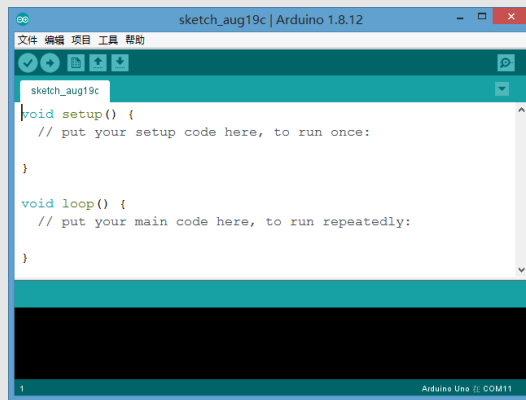 sketch_aug19c | Arduino 1.8.12
文件 编辑 项目 工具 帮助
sketch_aug19c
void setup() {
  // put your setup code here, to run once:
}
void loop() {
  // put your main code here, to run repeatedly:
}
1
Arduino Uno 在 COM11